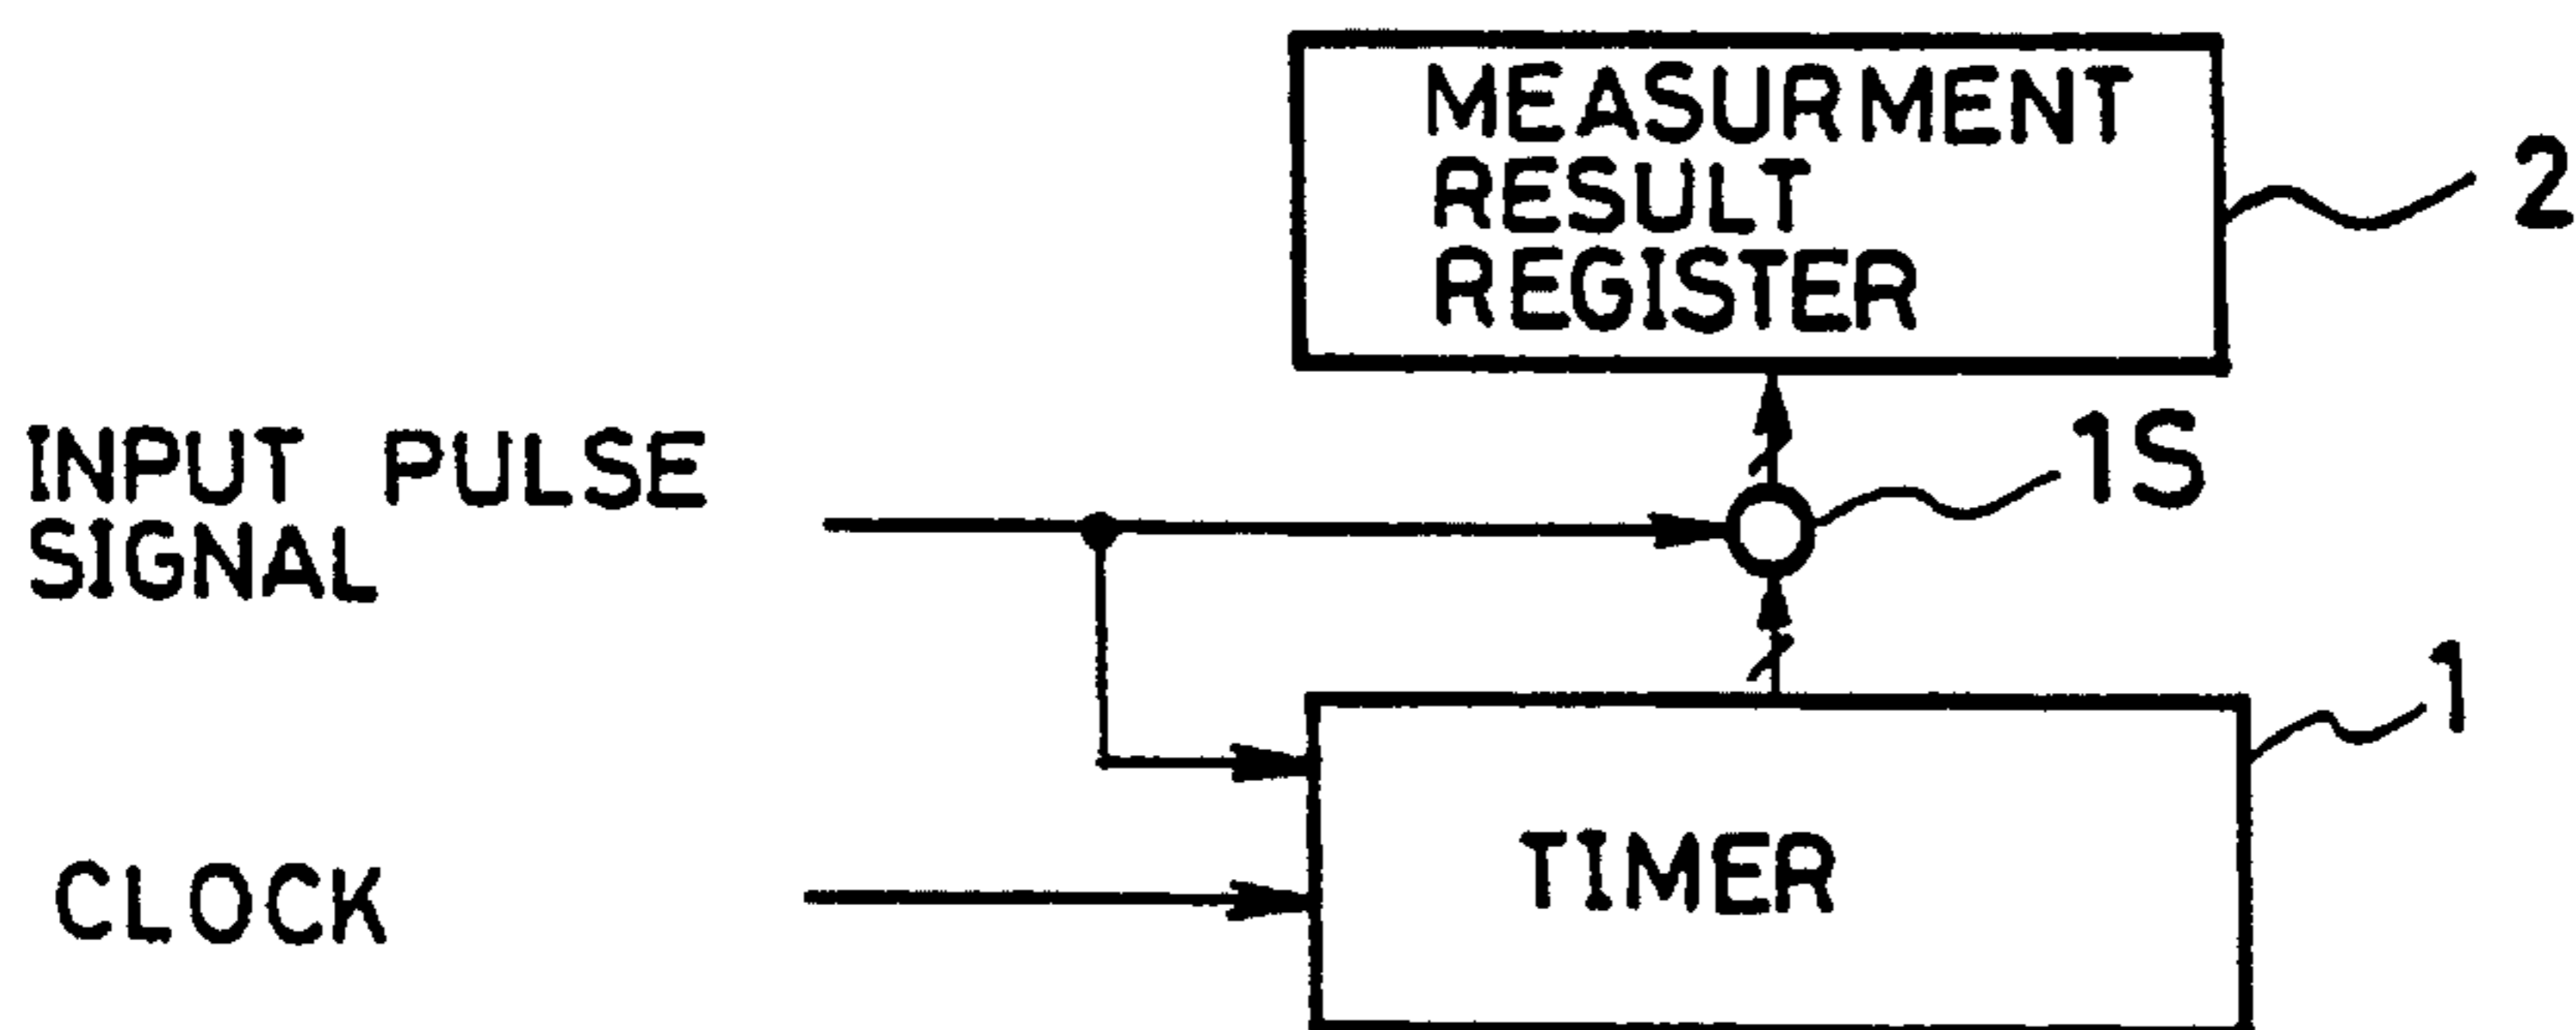 MEASURMENT
RESULT
REGISTER
2
INPUT PULSE
SIGNAL
1S
1
TIMER
CLOCK